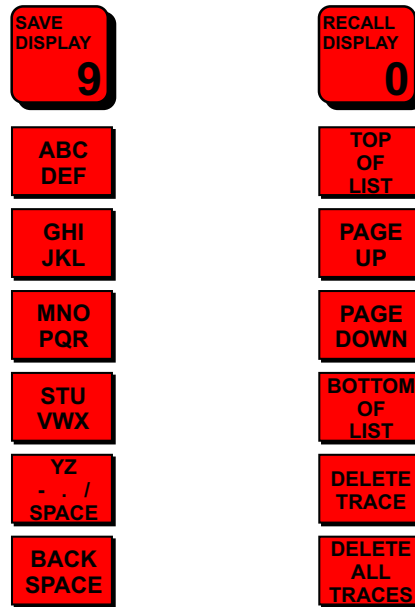 SAVE
DISPLAY
9
ABC
DEF
GHI
JKL
MNO
PQR
STU
VWX
YZ
- . /
SPACE
BACK
SPACE
RECALL
DISPLAY
0
TOP
OF
LIST
PAGE
UP
PAGE
DOWN
BOTTOM
OF
LIST
DELETE
TRACE
DELETE
ALL
TRACES